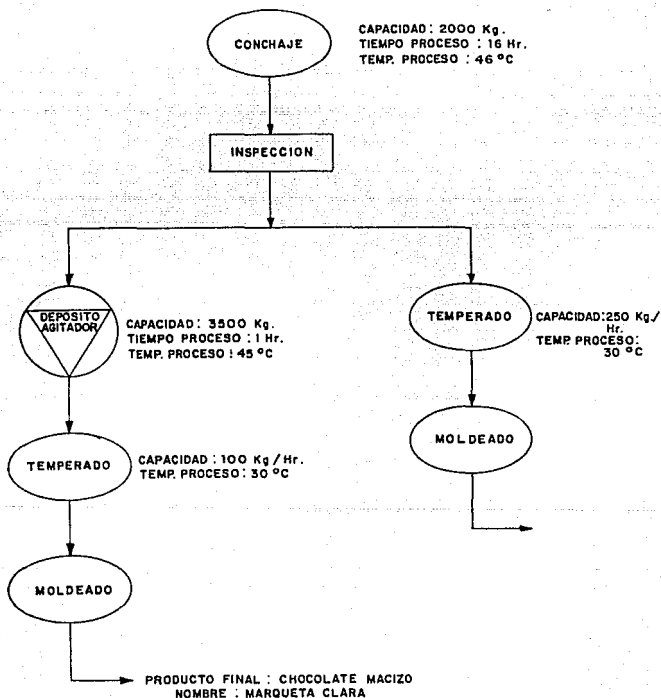 CONCHAJE
CAPACIDAD: 2000 Kg.
TIEMPO PROCESO : 16 Hr.
TEMP. PROCESO : 46 °C
INSPECCION
DEPOSITO
AGITADOR
CAPACIDAD: 3500 Kg.
TIEMPO PROCESO : 1 Hr.
TEMP. PROCESO : 45 °C
TEMPERADO
CAPACIDAD:250 Kg./
Hr.
TEMP. PROCESO:
30 °C
MOLDEADO
TEMPERADO
CAPACIDAD: 100 Kg /Hr.
TEMP. PROCESO: 30 °C
MOLDEADO
PRODUCTO FINAL : CHOCOLATE MACIZO
NOMBRE : MARQUETA CLARA